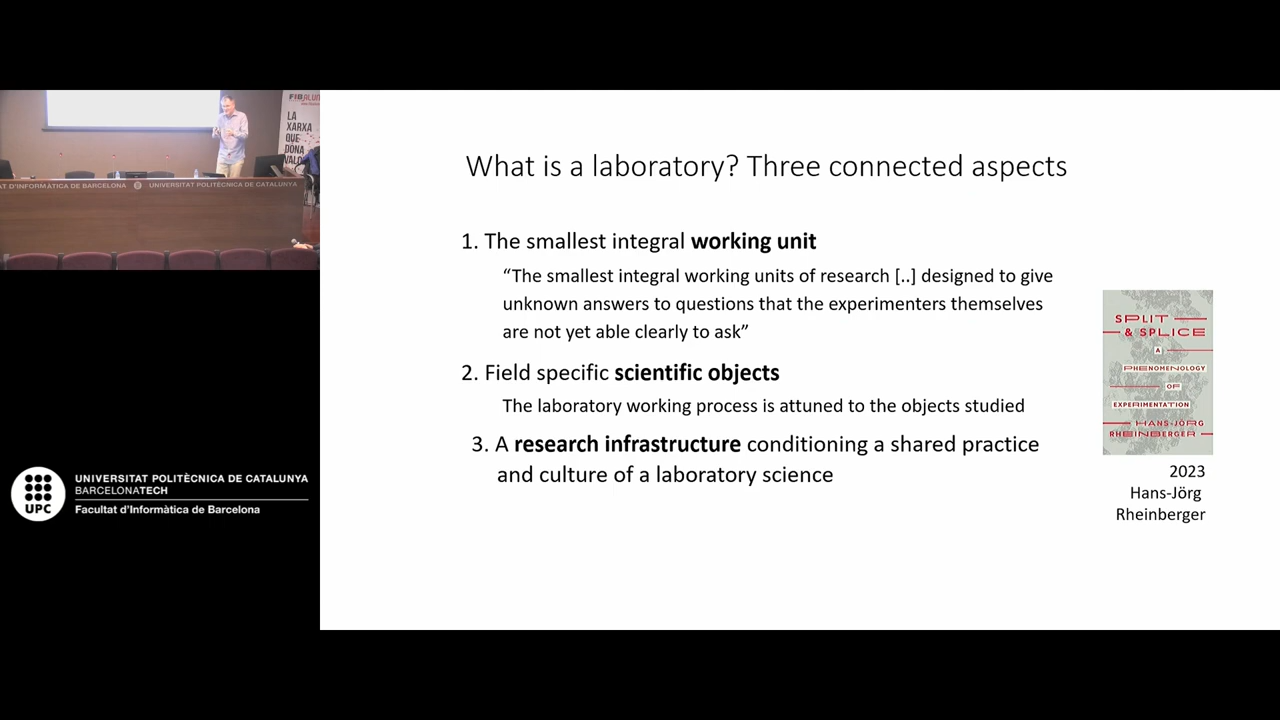 FIBALUM
LA
XARXA
QUE
DONA
VALO
AT D'INFORMÀTICA DE BARCELONA
UNIVERSITAT POLITÈCNICA DE CATALUNYA
UPC
UNIVERSITAT POLITÈCNICA DE CATALUNYA
BARCELONATECH
Facultat d'Informàtica de Barcelona
What is a laboratory? Three connected aspects
1. The smallest integral working unit
“The smallest integral working units of research [..] designed to give
unknown answers to questions that the experimenters themselves
are not yet able clearly to ask”
2. Field specific scientific objects
The laboratory working process is attuned to the objects studied
3. A research infrastructure conditioning a shared practice
and culture of a laboratory science
SPLIT
& SPLICE
A
PHENOMENOLOGY
OF
EXPERIMENTATION
HANS-JÖRG
RHEINBERGER
2023
Hans-Jörg
Rheinberger